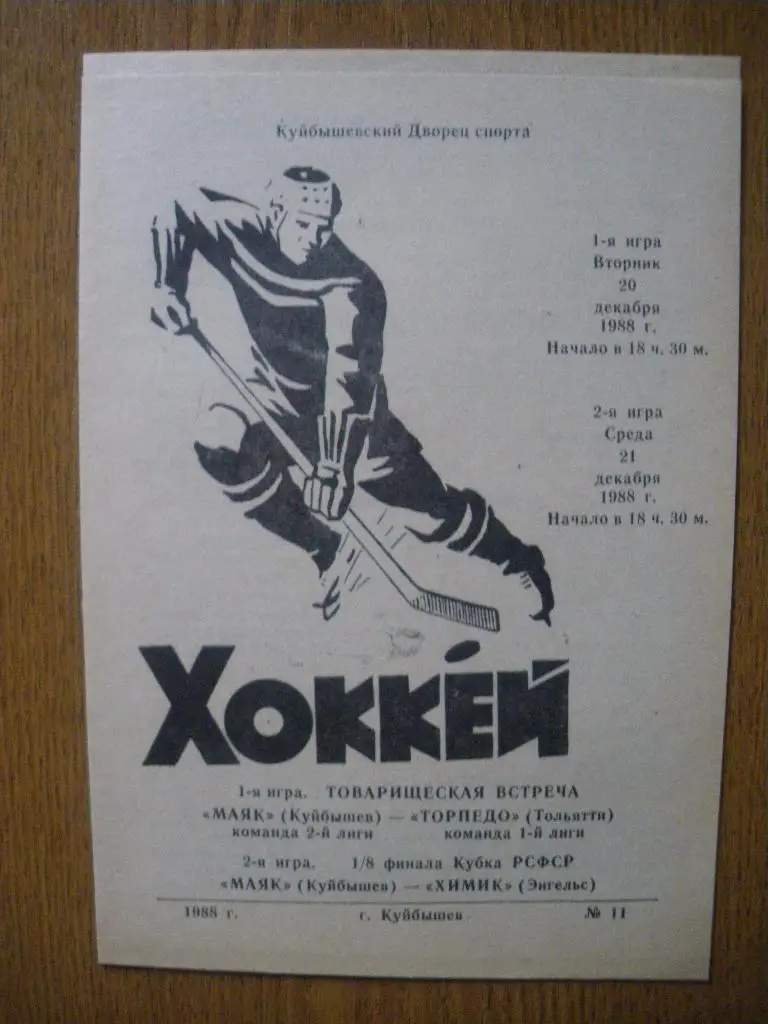 Куйбышевский Дворец спорта
1-я игра
Вторник
20
декабря
1988 г.
Начало в 18 ч. 30 м.
2-я игра
Среда
21
декабря
1988 г.
Начало в 18 ч. 30 м.
ХОККЕЙ
1-я игра. ТОВАРИЩЕСКАЯ ВСТРЕЧА
«МАЯК» (Куйбышев) — «ТОРПЕДО» (Тольятти)
команда 2-й лиги команда 1-й лиги
2-я игра. 1/8 финала Кубка РСФСР
«МАЯК» (Куйбышев) — «ХИМИК» (Энгельс)
1988 г. г. Куйбышев № 11